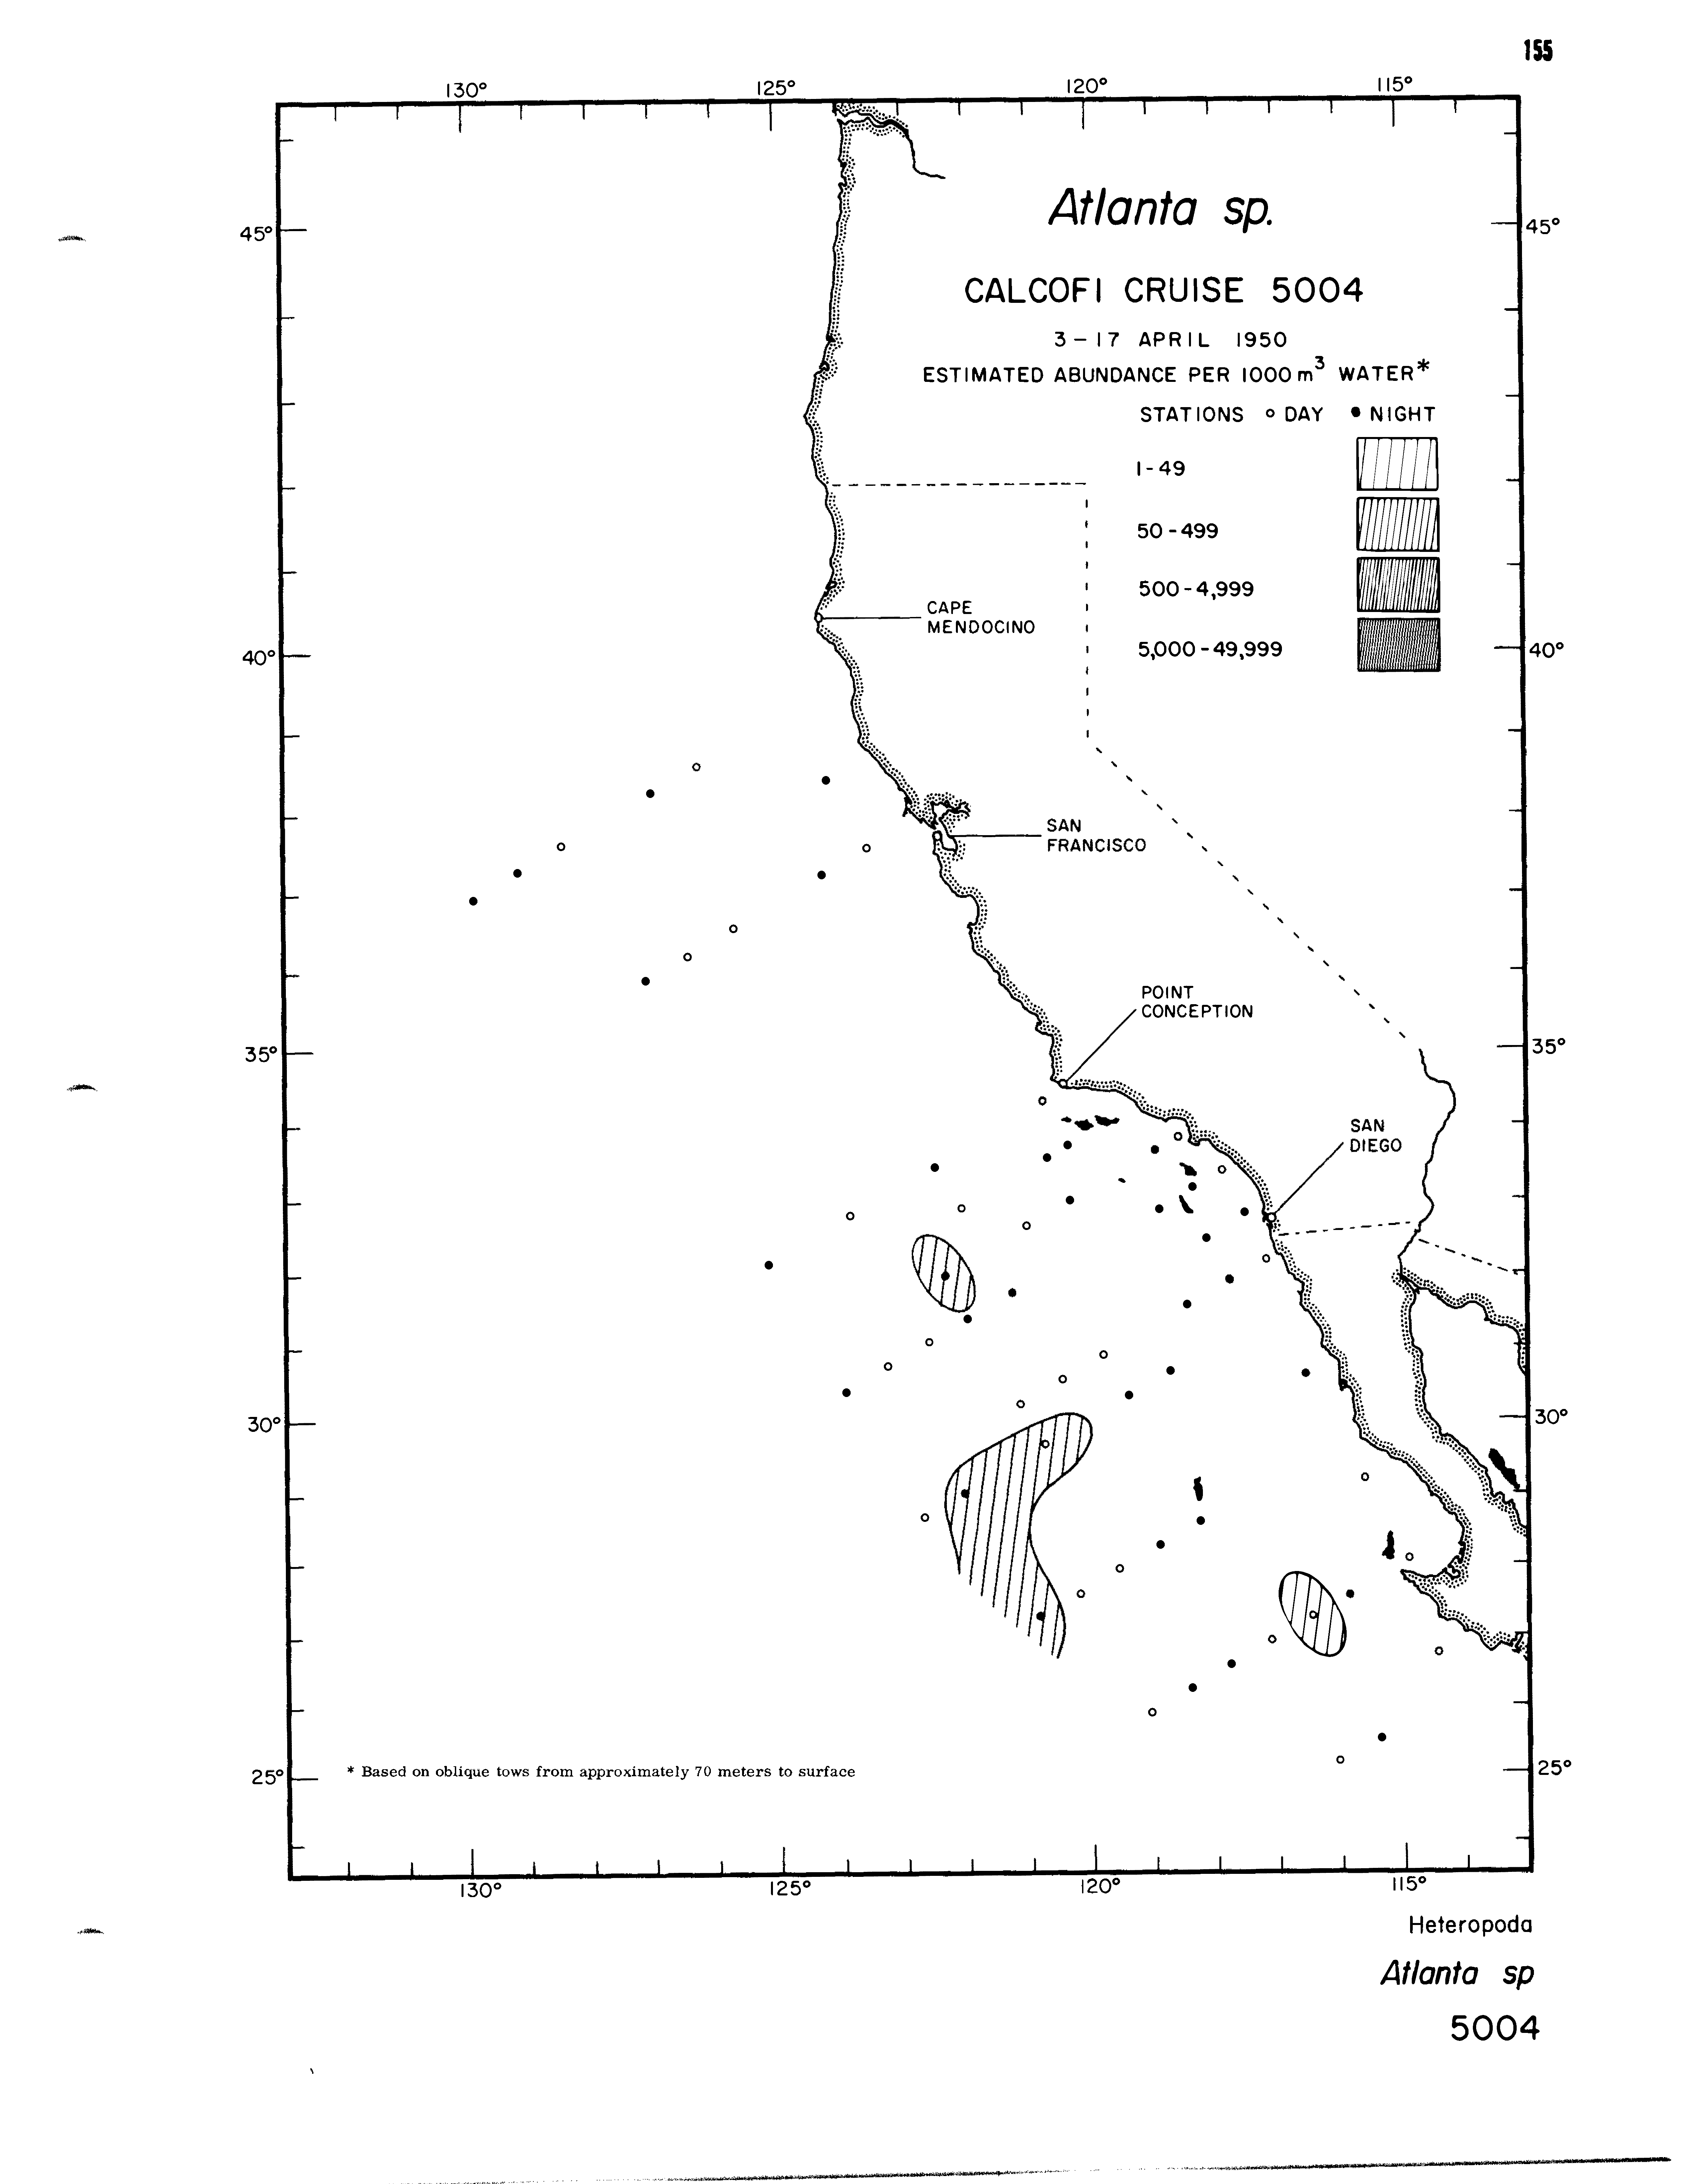 155
130° 125° 120° 115°
Atlanta sp.
45° 45°
CALCOFI CRUISE 5004
3 – 17 APRIL 1950
ESTIMATED ABUNDANCE PER 1000 m³ WATER*
STATIONS DAY NIGHT
1 - 49
50 - 499
500 - 4,999
5,000 - 49,999
CAPE
MENDOCINO
40° 40°
SAN
FRANCISCO
POINT
CONCEPTION
35° 35°
SAN
DIEGO
30° 30°
25° 25°
* Based on oblique tows from approximately 70 meters to surface
130° 125° 120° 115°
Heteropoda
Atlanta sp
5004